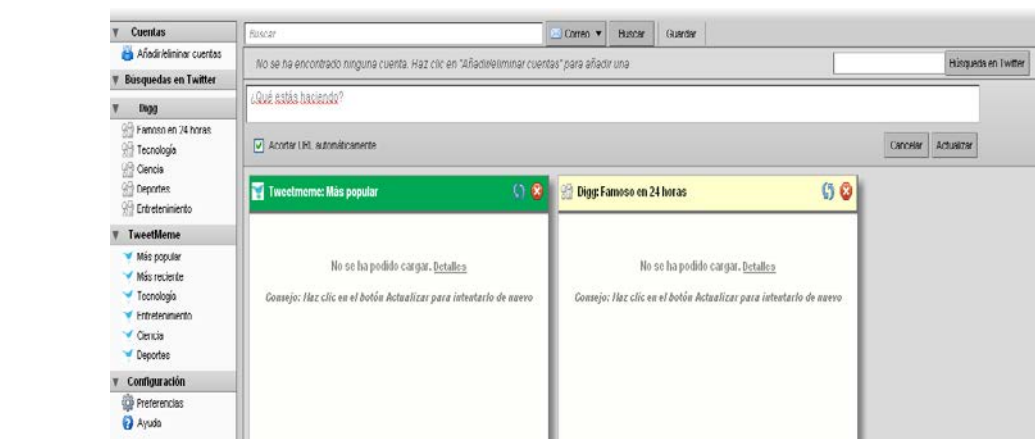 Cuentas
Añadir/eliminar cuentas
Búsquedas en Twitter
Digg
Famoso en 24 horas
Tecnología
Ciencia
Deportes
Entretenimiento
TweetMeme
Más popular
Más reciente
Tecnología
Entretenimiento
Ciencia
Deportes
Configuración
Preferencias
Ayuda
Buscar
Correo
Buscar
Guardar
No se ha encontrado ninguna cuenta. Haz clic en "Añadir/eliminar cuentas" para añadir una
Búsqueda en Twitter
¿Qué estás haciendo?
Acortar URL automáticamente
Cancelar
Actualizar
Tweetmeme: Más popular
No se ha podido cargar. Detalles
Consejo: Haz clic en el botón Actualizar para intentarlo de nuevo
Digg: Famoso en 24 horas
No se ha podido cargar. Detalles
Consejo: Haz clic en el botón Actualizar para intentarlo de nuevo